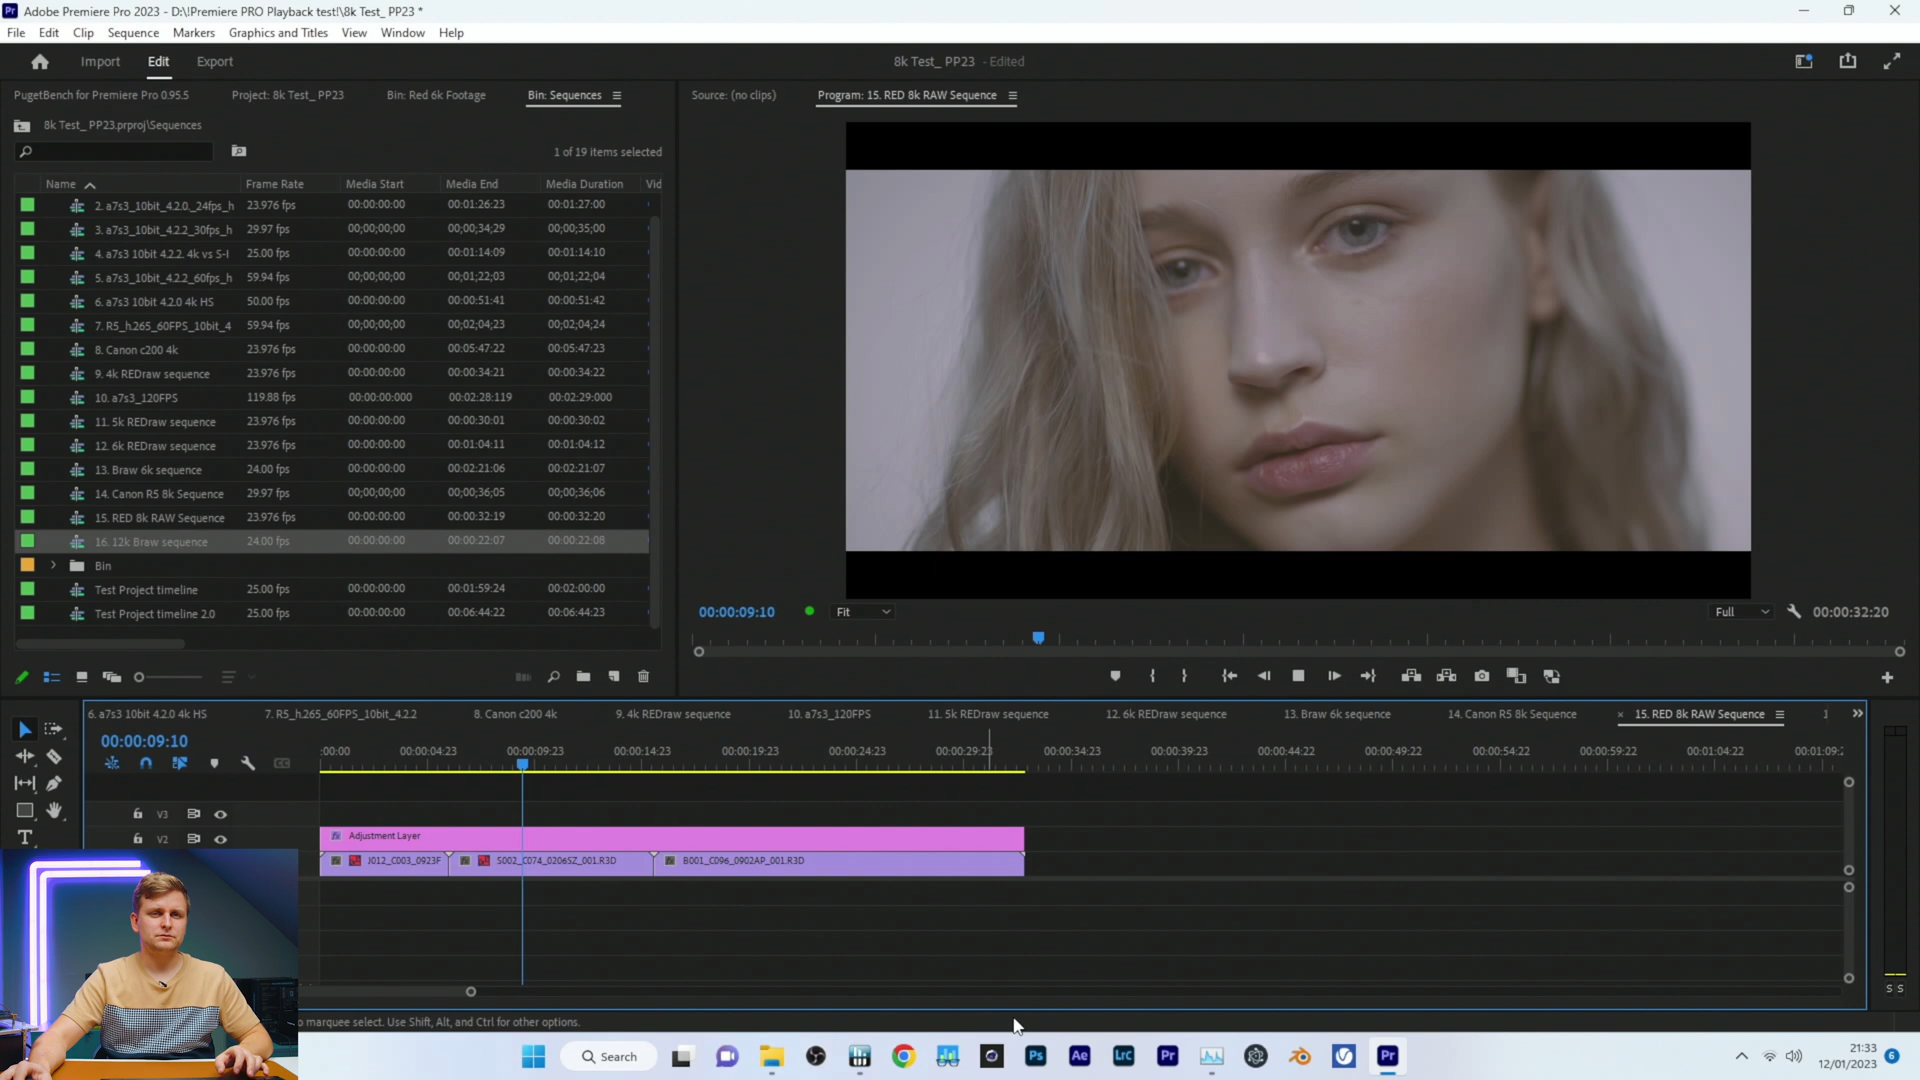 Adobe Premiere Pro 2023 - D:\!Premiere PRO Playback test!\8k Test_ PP23 *
File Edit Clip Sequence Markers Graphics and Titles View Window Help
Import Edit Export 8k Test_ PP23 - Edited
PugetBench for Premiere Pro 0.95.5 Project: 8k Test_ PP23 Bin: Red 6k Footage Bin: Sequences
Source: (no clips) Program: 15. RED 8k RAW Sequence
8k Test_ PP23.prproj\Sequences
1 of 19 items selected
Name Frame Rate Media Start Media End Media Duration Vid
2. a7s3_10bit_4.2.0._24fps_h 23.976 fps 00:00:00:00 00:01:26:23 00:01:27:00
3. a7s3_10bit_4.2.2_30fps_h 29.97 fps 00;00;00;00 00;00;34;29 00;00;35;00
4. a7s3 10bit 4.2.2. 4k vs S-I 25.00 fps 00:00:00:00 00:01:14:09 00:01:14:10
5. a7s3_10bit_4.2.2_60fps_h 59.94 fps 00;00;00;00 00;01;22;03 00;01;22;04
6. a7s3 10bit 4.2.0 4k HS 50.00 fps 00:00:00:00 00:00:51:41 00:00:51:42
7. R5_h.265_60FPS_10bit_4 59.94 fps 00;00;00;00 00;02;04;23 00;02;04;24
8. Canon c200 4k 23.976 fps 00:00:00:00 00:05:47:22 00:05:47:23
9. 4k REDraw sequence 23.976 fps 00:00:00:00 00:00:34:21 00:00:34:22
10. a7s3_120FPS 119.88 fps 00:00:00:000 00:02:28:119 00:02:29:000
11. 5k REDraw sequence 23.976 fps 00:00:00:00 00:00:30:01 00:00:30:02
12. 6k REDraw sequence 23.976 fps 00:00:00:00 00:01:04:11 00:01:04:12
13. Braw 6k sequence 24.00 fps 00:00:00:00 00:02:21:06 00:02:21:07
14. Canon R5 8k Sequence 29.97 fps 00;00;00;00 00;00;36;05 00;00;36;06
15. RED 8k RAW Sequence 23.976 fps 00:00:00:00 00:00:32:19 00:00:32:20
16. 12k Braw sequence 24.00 fps 00:00:00:00 00:00:22:07 00:00:22:08
Bin
Test Project timeline 25.00 fps 00:00:00:00 00:01:59:24 00:02:00:00
Test Project timeline 2.0 25.00 fps 00:00:00:00 00:06:44:22 00:06:44:23
00:00:09:10 Fit Full 00:00:32:20
6. a7s3 10bit 4.2.0 4k HS 7. R5_h.265_60FPS_10bit_4.2.2 8. Canon c200 4k 9. 4k REDraw sequence 10. a7s3_120FPS 11. 5k REDraw sequence 12. 6k REDraw sequence 13. Braw 6k sequence 14. Canon R5 8k Sequence × 15. RED 8k RAW Sequence 1
00:00:09:10
:00:00 00:00:04:23 00:00:09:23 00:00:14:23 00:00:19:23 00:00:24:23 00:00:29:23 00:00:34:23 00:00:39:23 00:00:44:22 00:00:49:22 00:00:54:22 00:00:59:22 00:01:04:22 00:01:09:2
V3
V2
Adjustment Layer
J012_C003_0923F S002_C074_0206SZ_001.R3D B001_C096_0902AP_001.R3D
S S
o marquee select. Use Shift, Alt, and Ctrl for other options.
Search Ps Ae LrC Pr Pr
21:33
12/01/2023
6